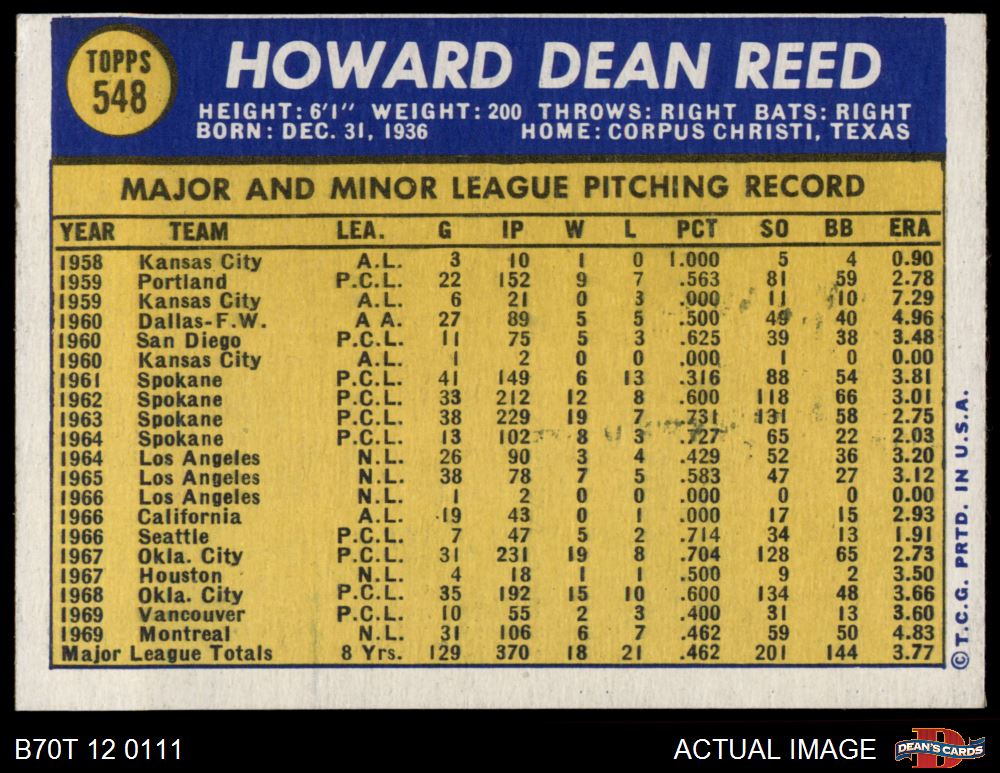 TOPPS
548
HOWARD DEAN REED
HEIGHT: 6'1" WEIGHT: 200 THROWS: RIGHT BATS: RIGHT
BORN: DEC. 31, 1936 HOME: CORPUS CHRISTI, TEXAS
MAJOR AND MINOR LEAGUE PITCHING RECORD
YEAR TEAM LEA. G IP W L PCT SO BB ERA
1958 Kansas City A.L. 3 10 1 0 1.000 5 4 0.90
1959 Portland P.C.L. 22 152 9 7 .563 81 59 2.78
1959 Kansas City A.L. 6 21 0 3 .000 11 10 7.29
1960 Dallas-F.W. A A. 27 89 5 5 .500 49 40 4.96
1960 San Diego P.C.L. 11 75 5 3 .625 39 38 3.48
1960 Kansas City A.L. 1 2 0 0 .000 1 0 0.00
1961 Spokane P.C.L. 41 149 6 13 .316 88 54 3.81
1962 Spokane P.C.L. 33 212 12 8 .600 118 66 3.01
1963 Spokane P.C.L. 38 229 19 7 .731 131 58 2.75
1964 Spokane P.C.L. 13 102 8 3 .727 65 22 2.03
1964 Los Angeles N.L. 26 90 3 4 .429 52 36 3.20
1965 Los Angeles N.L. 38 78 7 5 .583 47 27 3.12
1966 Los Angeles N.L. 1 2 0 0 .000 0 0 0.00
1966 California A.L. 19 43 0 1 .000 17 15 2.93
1966 Seattle P.C.L. 7 47 5 2 .714 34 13 1.91
1967 Okla. City P.C.L. 31 231 19 8 .704 128 65 2.73
1967 Houston N.L. 4 18 1 1 .500 9 2 3.50
1968 Okla. City P.C.L. 35 192 15 10 .600 134 48 3.66
1969 Vancouver P.C.L. 10 55 2 3 .400 31 13 3.60
1969 Montreal N.L. 31 106 6 7 .462 59 50 4.83
Major League Totals 8 Yrs. 129 370 18 21 .462 201 144 3.77
© T.C.G. PRTD. IN U.S.A.
B70T 12 0111
ACTUAL IMAGE
DEAN'S CARDS